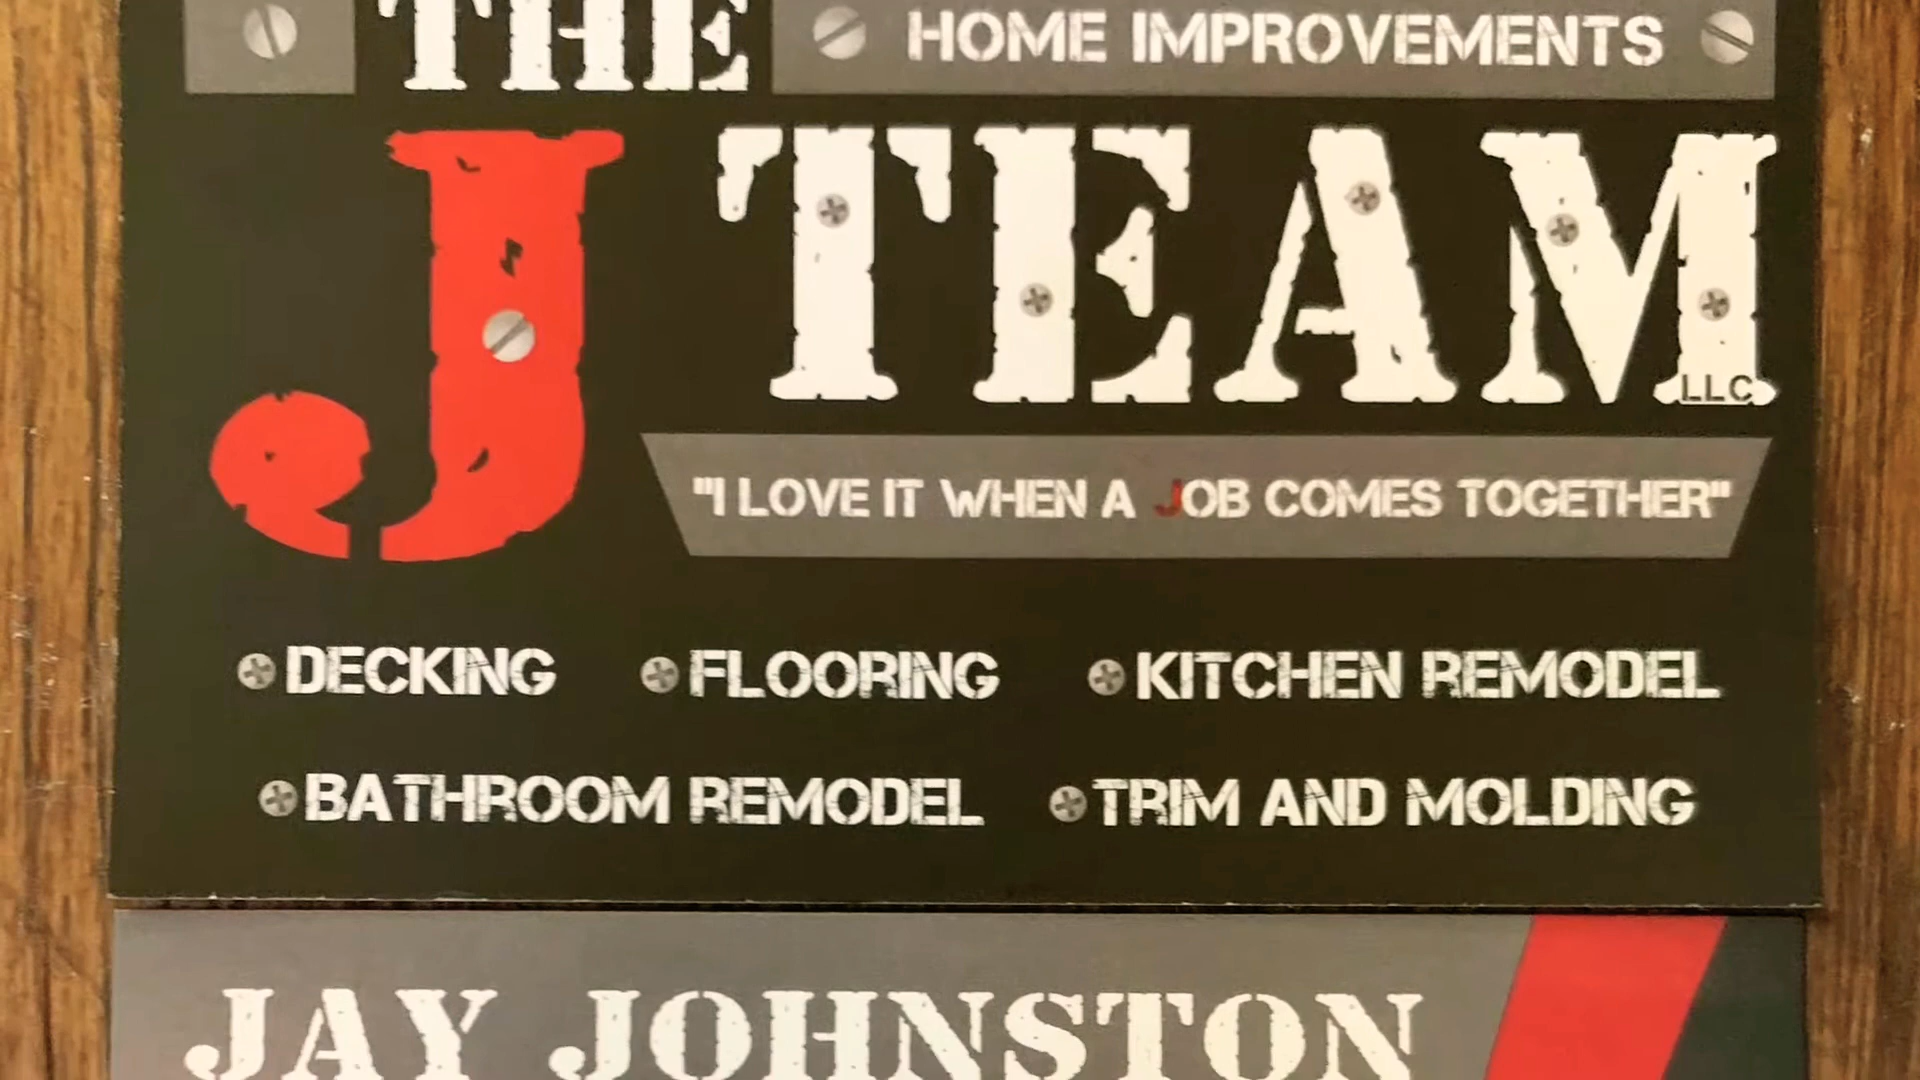 THE HOME IMPROVEMENTS
J TEAM LLC
"I LOVE IT WHEN A JOB COMES TOGETHER"
DECKING FLOORING KITCHEN REMODEL
BATHROOM REMODEL TRIM AND MOLDING
JAY JOHNSTON